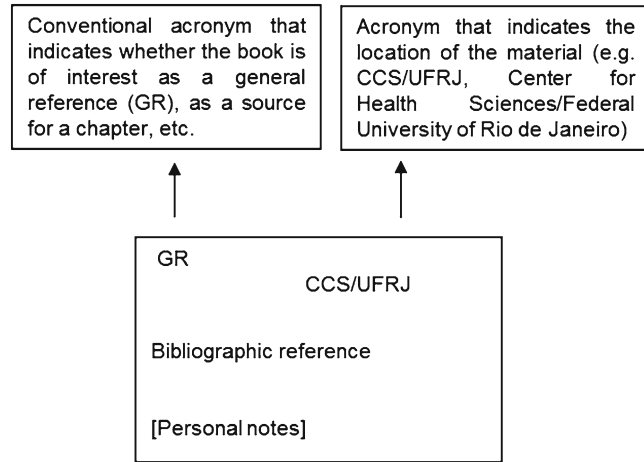 Conventional acronym that
indicates whether the book is
of interest as a general
reference (GR), as a source
for a chapter, etc.
Acronym that indicates the
location of the material (e.g.
CCS/UFRJ, Center for
Health Sciences/Federal
University of Rio de Janeiro)
GR
CCS/UFRJ
Bibliographic reference
[Personal notes]